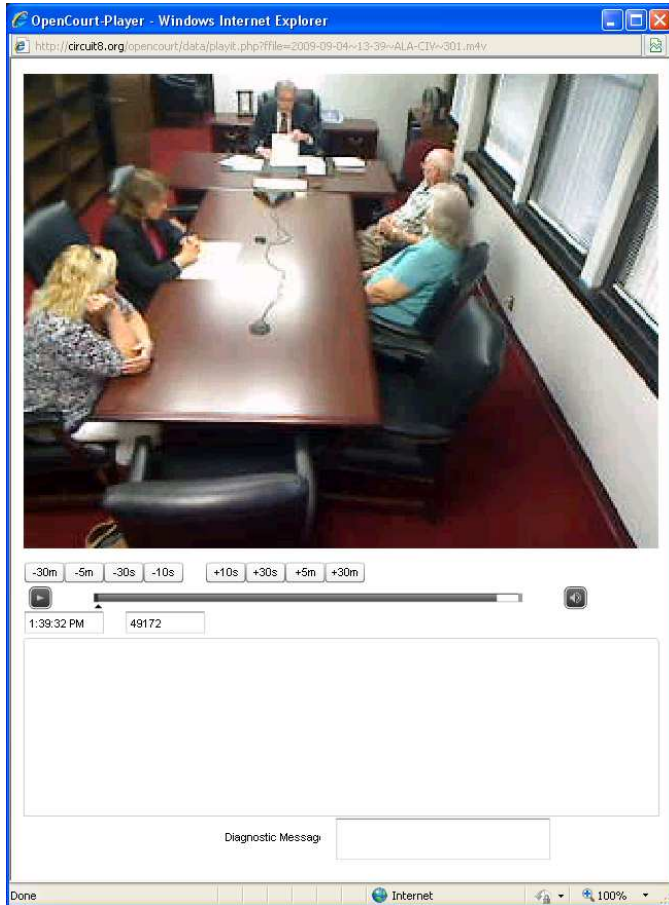 OpenCourt-Player - Windows Internet Explorer
http://circuit8.org/opencourt/data/playit.php?ffile=2009-09-04~13-39~ALA-CIV~301.m4v
-30m -5m -30s -10s +10s +30s +5m +30m
1:39:32 PM 49172
Diagnostic Messag
Done Internet 100%